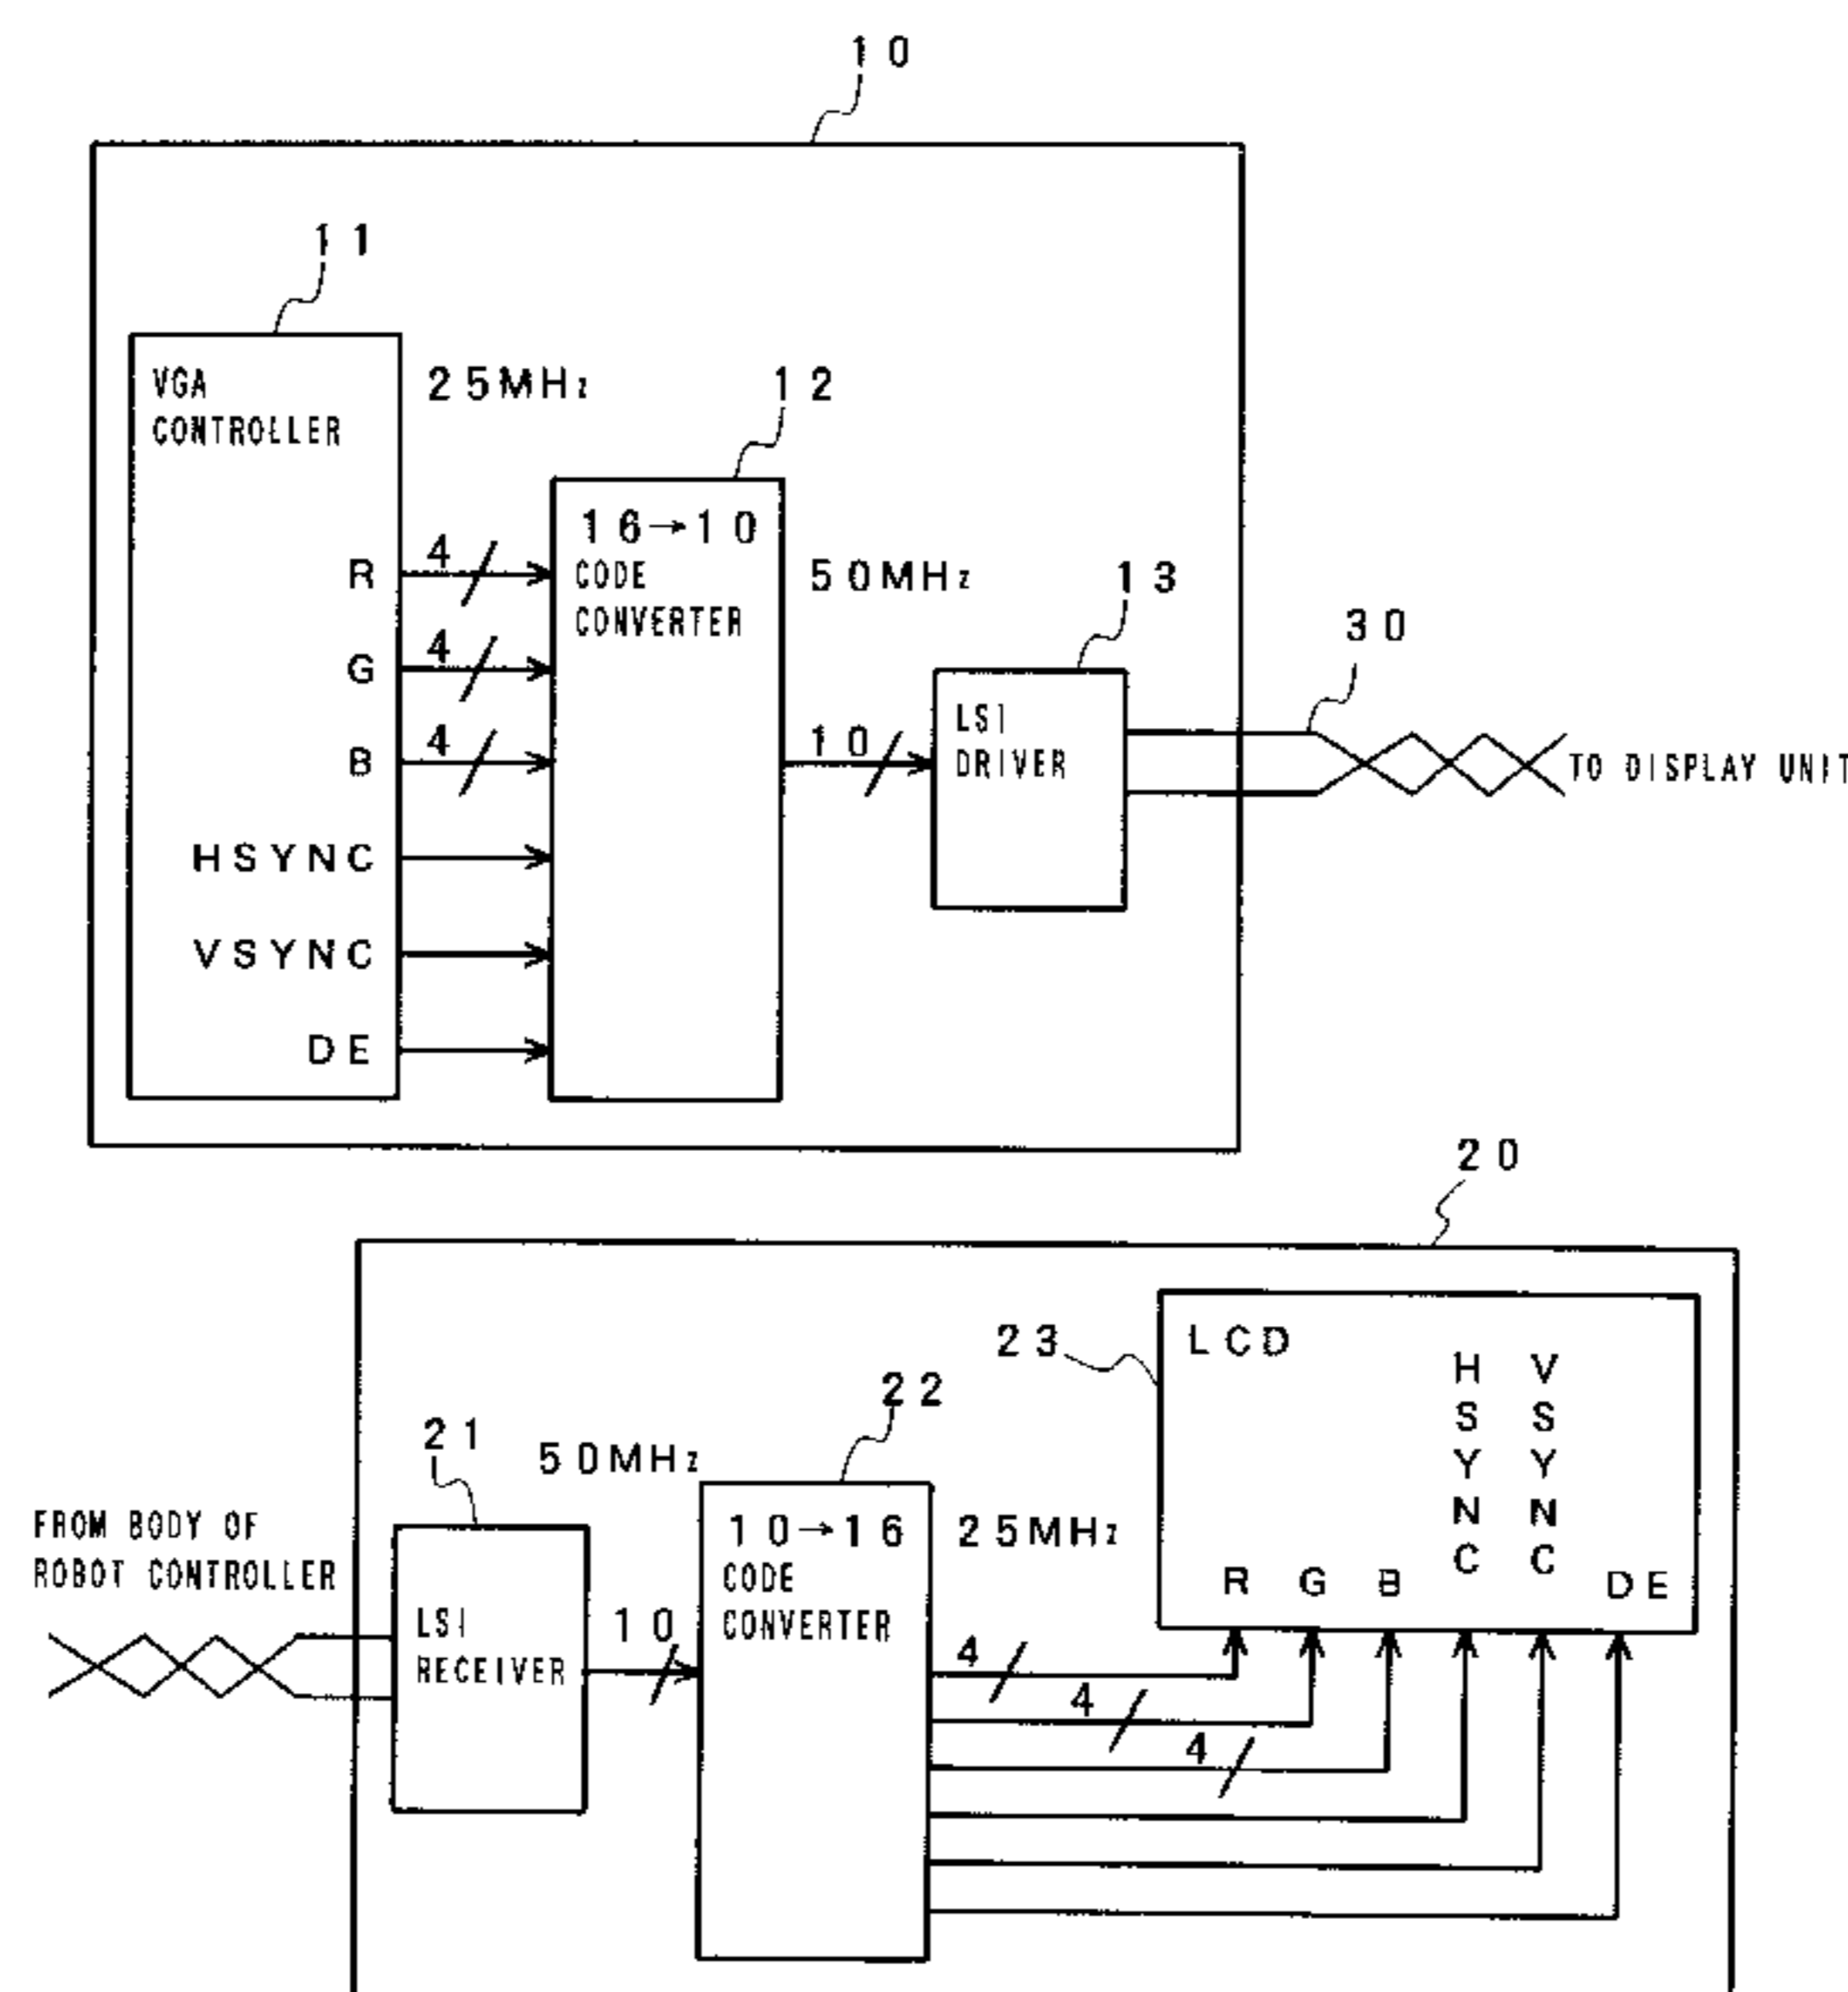 10
11
VGA
CONTROLLER
25MHz
12
16→10
CODE
CONVERTER
50MHz
13
30
R
4
G
4
B
4
HSYNC
VSYNC
DE
10
LSI
DRIVER
TO DISPLAY UNIT
20
23
LCD
HSYNC
VSYNC
R G B
DE
22
21
50MHz
FROM BODY OF
ROBOT CONTROLLER
LSI
RECEIVER
10
10→16
CODE
CONVERTER
25MHz
4
4
4